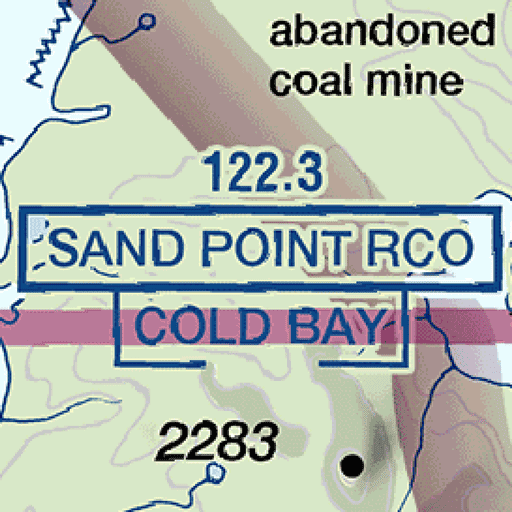 abandoned
coal mine
122.3
SAND POINT RCO
COLD BAY
2283